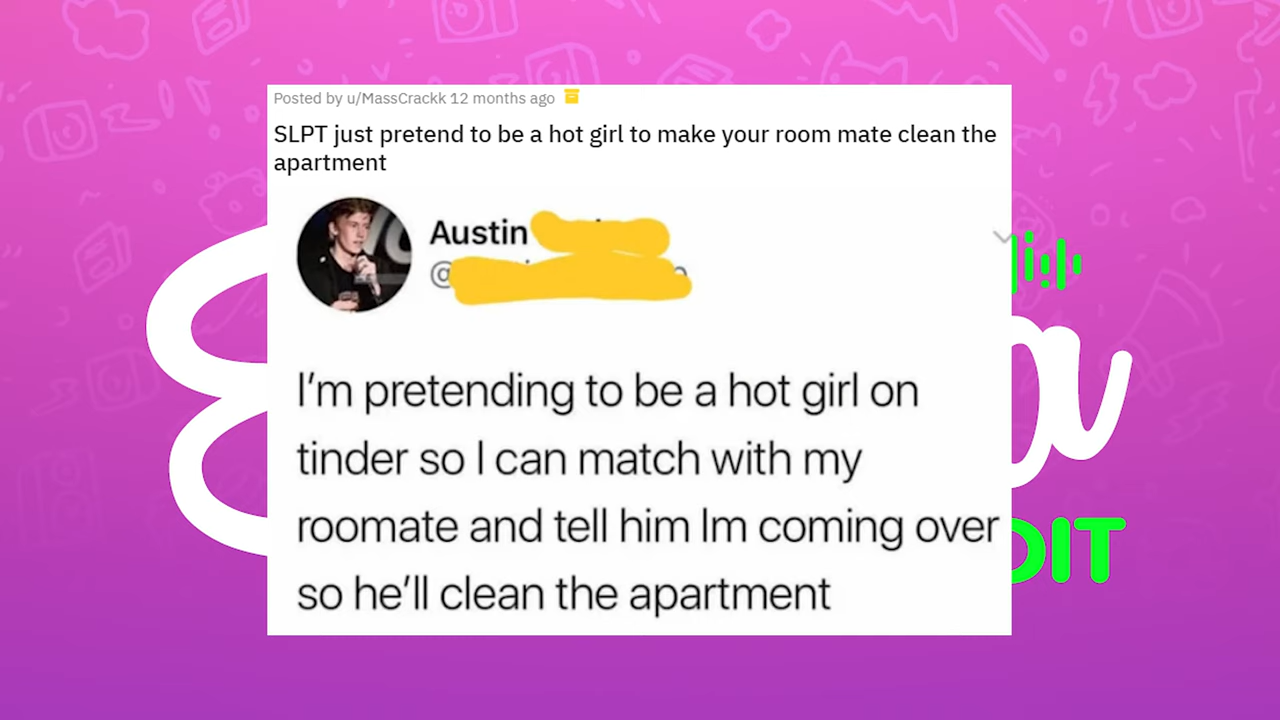 Posted by u/MassCrackk 12 months ago
SLPT just pretend to be a hot girl to make your room mate clean the
apartment
Austin
@
I'm pretending to be a hot girl on
tinder so I can match with my
roomate and tell him Im coming over
so he'll clean the apartment
DIT